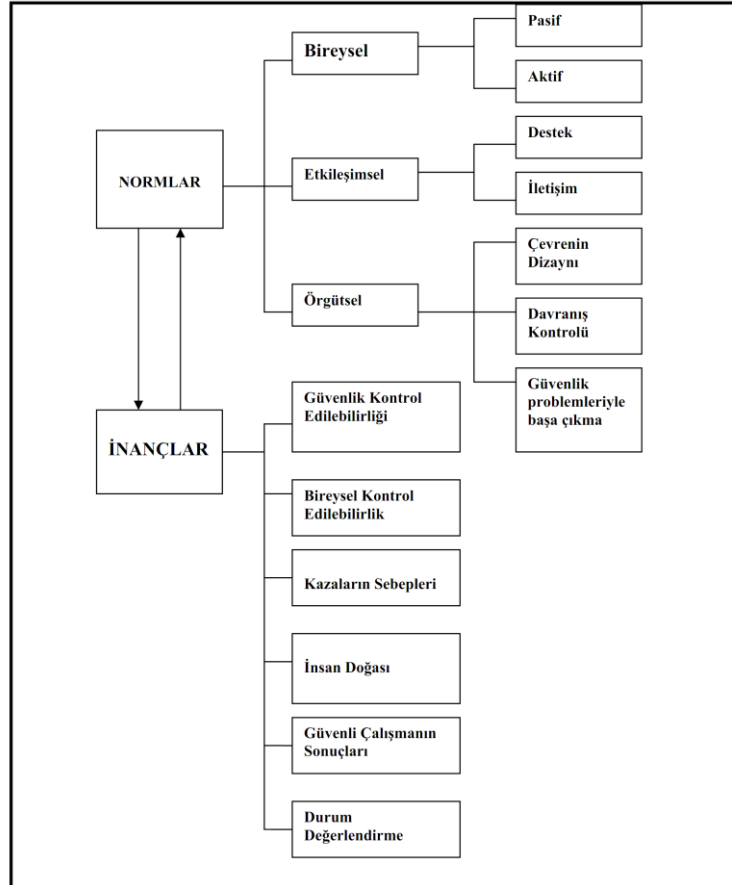 Pasif
Bireysel
Aktif
Destek
NORMLAR
Etkileşimsel
İletişim
Çevrenin
Dizaynı
Örgütsel
Davranış
Kontrolü
Güvenlik
problemleriyle
başa çıkma
Güvenlik Kontrol
Edilebilirliği
İNANÇLAR
Bireysel Kontrol
Edilebilirlik
Kazaların Sebepleri
İnsan Doğası
Güvenli Çalışmanın
Sonuçları
Durum
Değerlendirme